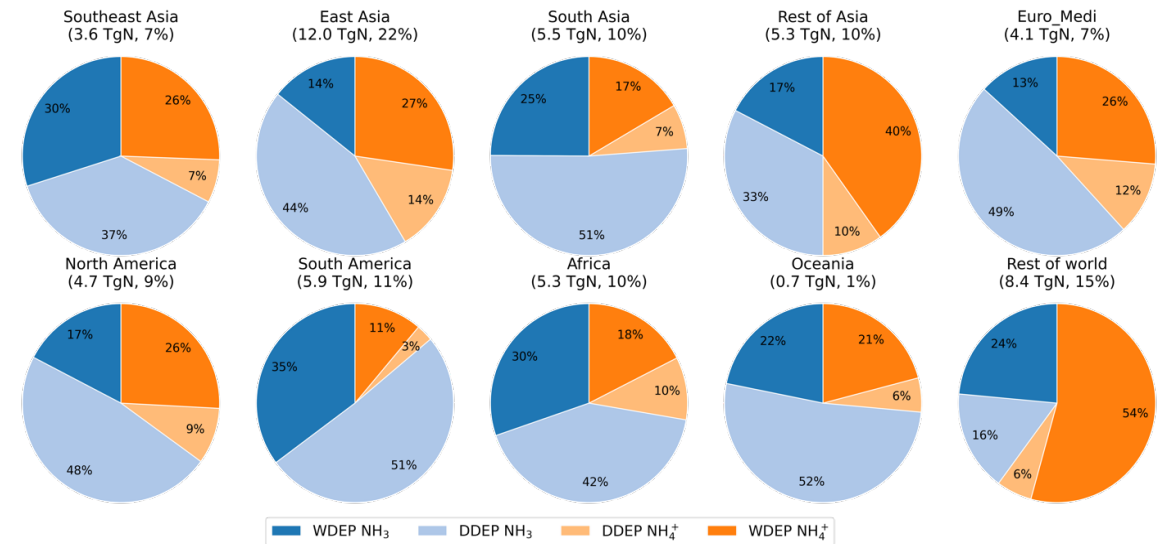 Southeast Asia
(3.6 TgN, 7%)
30%
26%
7%
37%
East Asia
(12.0 TgN, 22%)
14%
27%
14%
44%
South Asia
(5.5 TgN, 10%)
25%
17%
7%
51%
Rest of Asia
(5.3 TgN, 10%)
17%
40%
33%
10%
Euro_Medi
(4.1 TgN, 7%)
13%
26%
12%
49%
North America
(4.7 TgN, 9%)
17%
26%
9%
48%
South America
(5.9 TgN, 11%)
11%
3%
35%
51%
Africa
(5.3 TgN, 10%)
30%
18%
10%
42%
Oceania
(0.7 TgN, 1%)
22%
21%
6%
52%
Rest of world
(8.4 TgN, 15%)
24%
54%
16%
6%
WDEP NH₃ DDEP NH₃ DDEP NH₄⁺ WDEP NH₄⁺